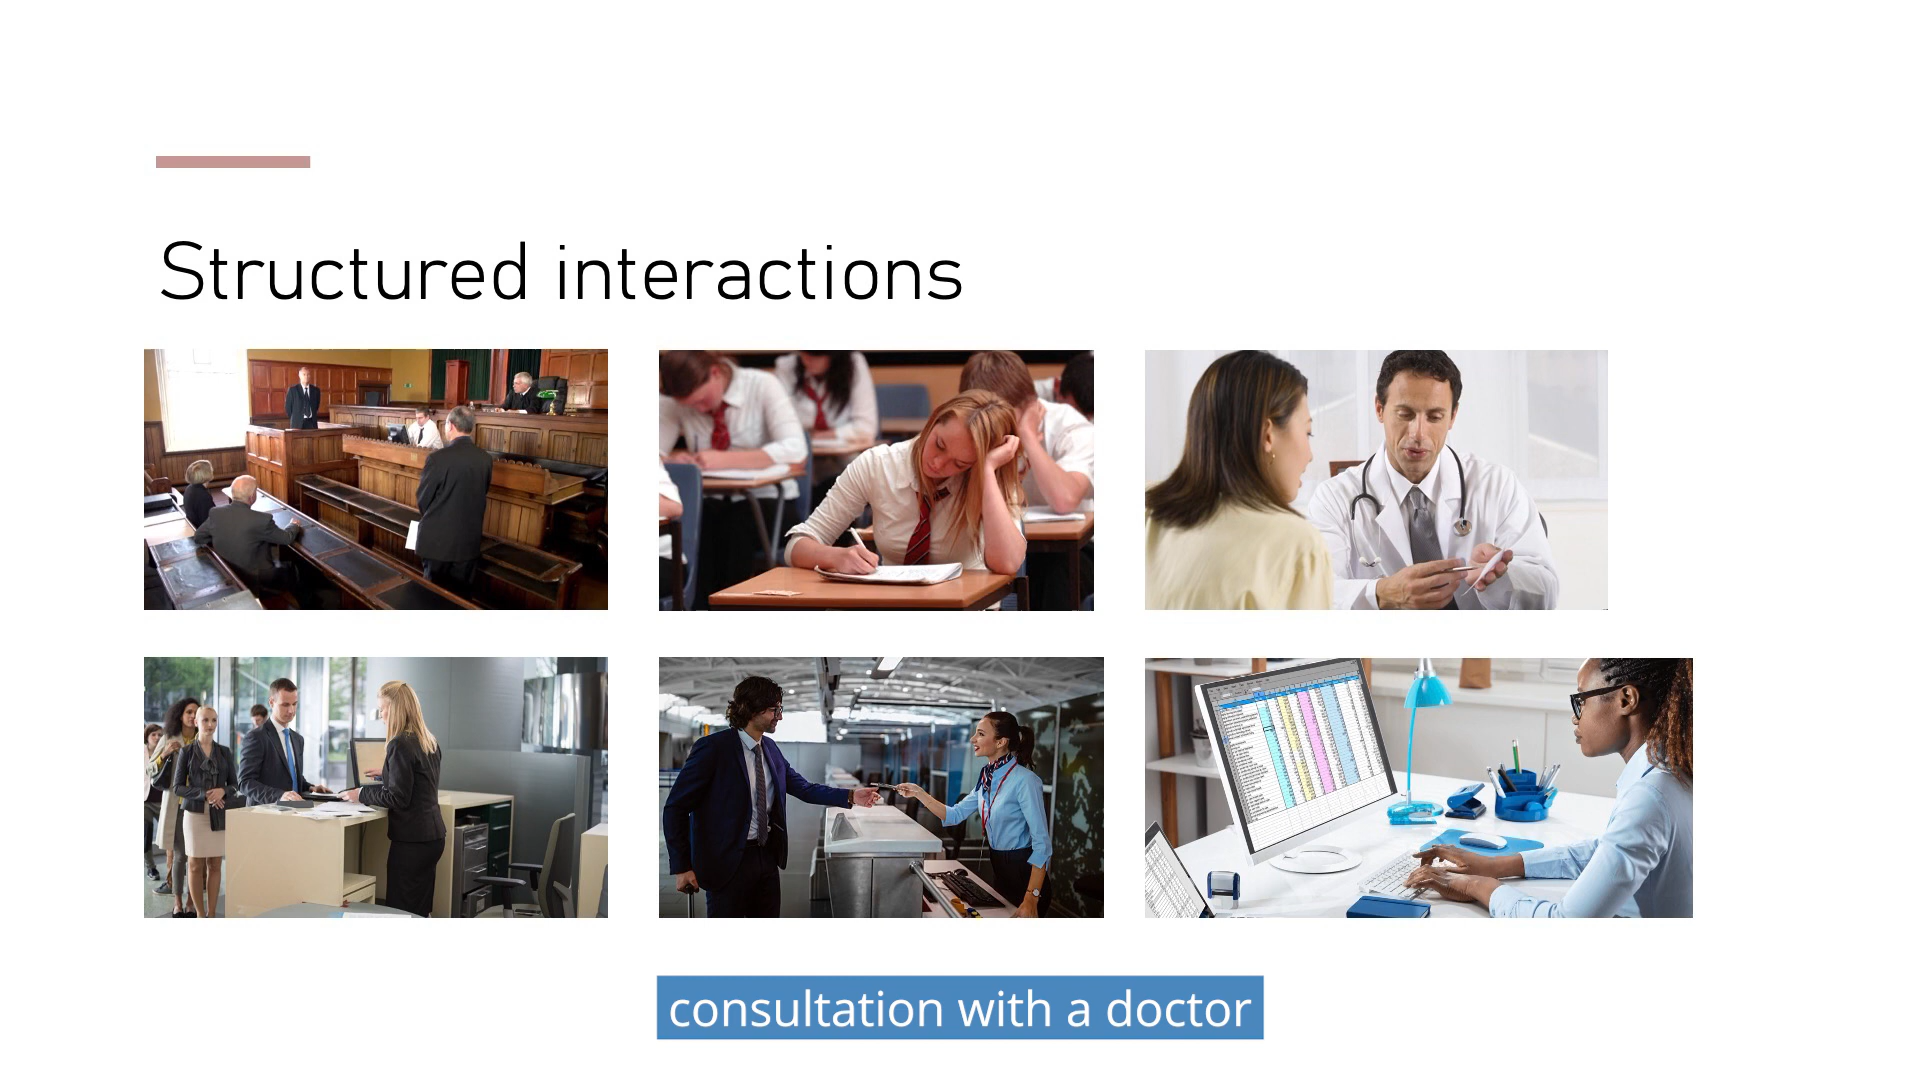 Structured interactions
consultation with a doctor